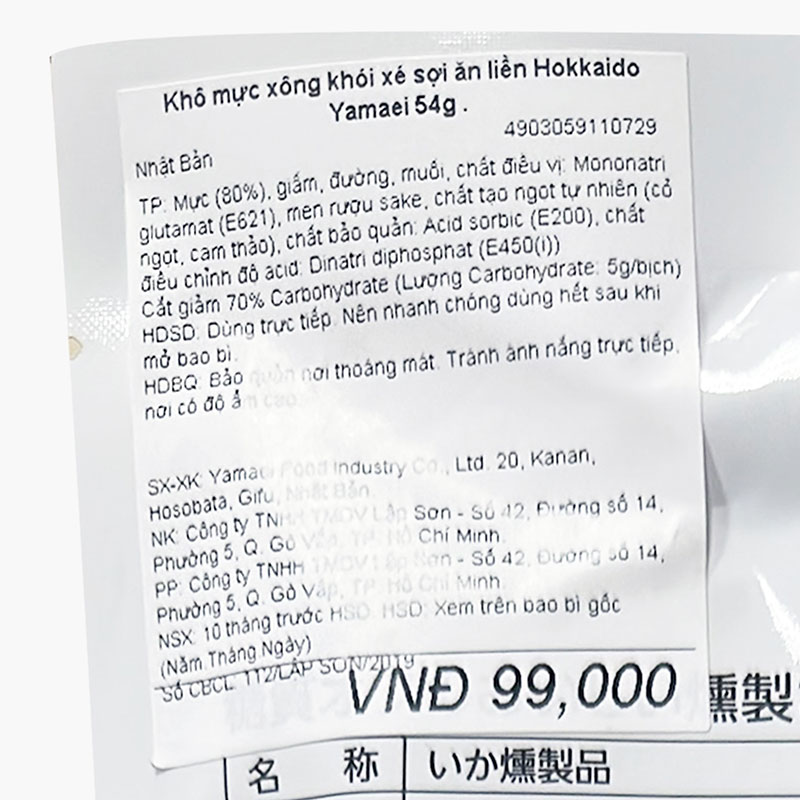 Khô mực xông khói xé sợi ăn liền Hokkaido
Yamaei 54g .
4903059110729
Nhật Bản
TP: Mực (80%), giấm, đường, muối, chất điều vị: Mononatri
glutamat (E621), men rượu sake, chất tạo ngọt tự nhiên (cỏ
ngọt, cam thảo), chất bảo quản: Acid sorbic (E200), chất
điều chỉnh độ acid: Dinatri diphosphat (E450(i))
Cắt giảm 70% Carbohydrate (Lượng Carbohydrate: 5g/bịch)
HDSD: Dùng trực tiếp. Nên nhanh chóng dùng hết sau khi
mở bao bì.
HDBQ: Bảo quản nơi thoáng mát. Tránh ánh nắng trực tiếp,
nơi có độ ẩm cao.
SX-XK: Yamaei Food Industry Co., Ltd. 20, Kanan,
Hosobata, Gifu, Nhật Bản.
NK: Công ty TNHH TMDV Lập Sơn - Số 42, Đường số 14,
Phường 5, Q. Gò Vấp, TP. Hồ Chí Minh.
PP: Công ty TNHH TMDV Lập Sơn - Số 42, Đường số 14,
Phường 5, Q. Gò Vấp, TP. Hồ Chí Minh.
NSX: 10 tháng trước HSD. HSD: Xem trên bao bì gốc
(Năm Tháng Ngày)
Số CBCL: 112/LẬP SƠN/2019
VNĐ 99,000
燻製
名 称 いか燻製品